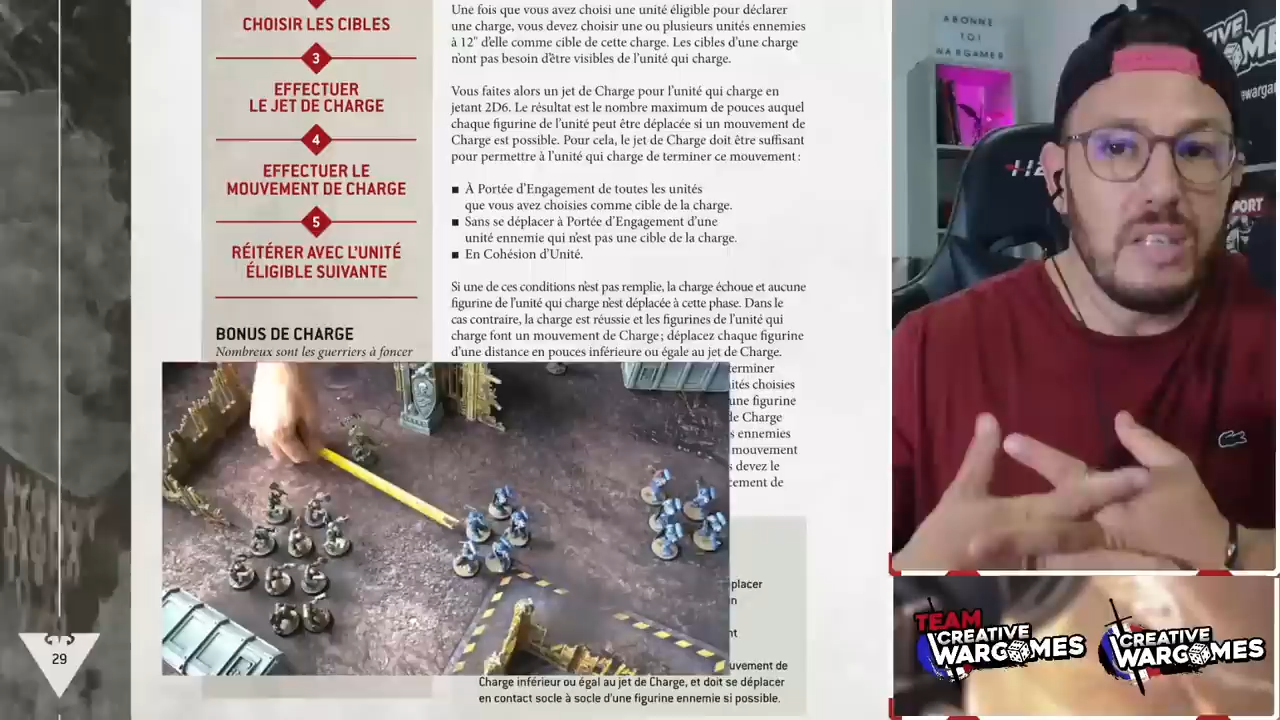 CHOISIR LES CIBLES
3
EFFECTUER
LE JET DE CHARGE
4
EFFECTUER LE
MOUVEMENT DE CHARGE
5
RÉITÉRER AVEC L'UNITÉ
ÉLIGIBLE SUIVANTE
BONUS DE CHARGE
Nombreux sont les guerriers à foncer
29
Une fois que vous avez choisi une unité éligible pour déclarer
une charge, vous devez choisir une ou plusieurs unités ennemies
à 12" d'elle comme cible de cette charge. Les cibles d'une charge
n'ont pas besoin d'être visibles de l'unité qui charge.
Vous faites alors un jet de Charge pour l'unité qui charge en
jetant 2D6. Le résultat est le nombre maximum de pouces auquel
chaque figurine de l'unité peut être déplacée si un mouvement de
Charge est possible. Pour cela, le jet de Charge doit être suffisant
pour permettre à l'unité qui charge de terminer ce mouvement :
■ À Portée d'Engagement de toutes les unités
que vous avez choisies comme cible de la charge.
■ Sans se déplacer à Portée d'Engagement d'une
unité ennemie qui n'est pas une cible de la charge.
■ En Cohésion d'Unité.
Si une de ces conditions n'est pas remplie, la charge échoue et aucune
figurine de l'unité qui charge n'est déplacée à cette phase. Dans le
cas contraire, la charge est réussie et les figurines de l'unité qui
charge font un mouvement de Charge ; déplacez chaque figurine
d'une distance en pouces inférieure ou égale au jet de Charge.
terminer
ités choisies
une figurine
de Charge
s ennemies
mouvement
s devez le
cement de
placer
n
nt
uvement de
Charge inférieur ou égal au jet de Charge, et doit se déplacer
en contact socle à socle d'une figurine ennemie si possible.
ABONNE
TOI
WARGAMER
TEAM
CREATIVE
WARGMES
CREATIVE
WARGMES